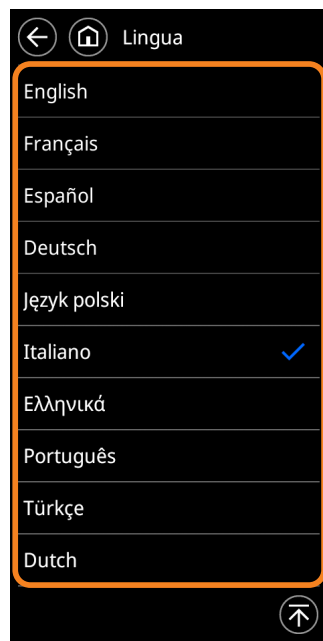 Lingua
English
Français
Español
Deutsch
Język polski
Italiano
Ελληνικά
Português
Türkçe
Dutch